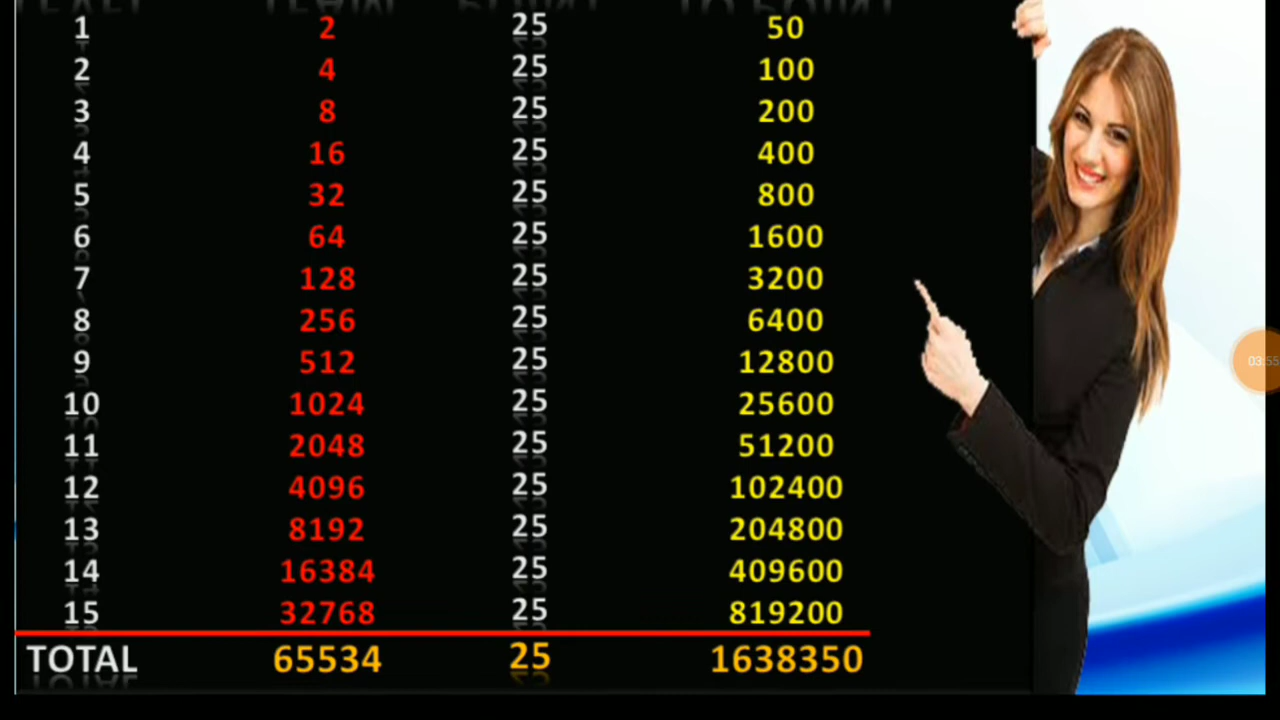 1 2 25 50
2 4 25 100
3 8 25 200
4 16 25 400
5 32 25 800
6 64 25 1600
7 128 25 3200
8 256 25 6400
9 512 25 12800
10 1024 25 25600
11 2048 25 51200
12 4096 25 102400
13 8192 25 204800
14 16384 25 409600
15 32768 25 819200
TOTAL 65534 25 1638350
03:55